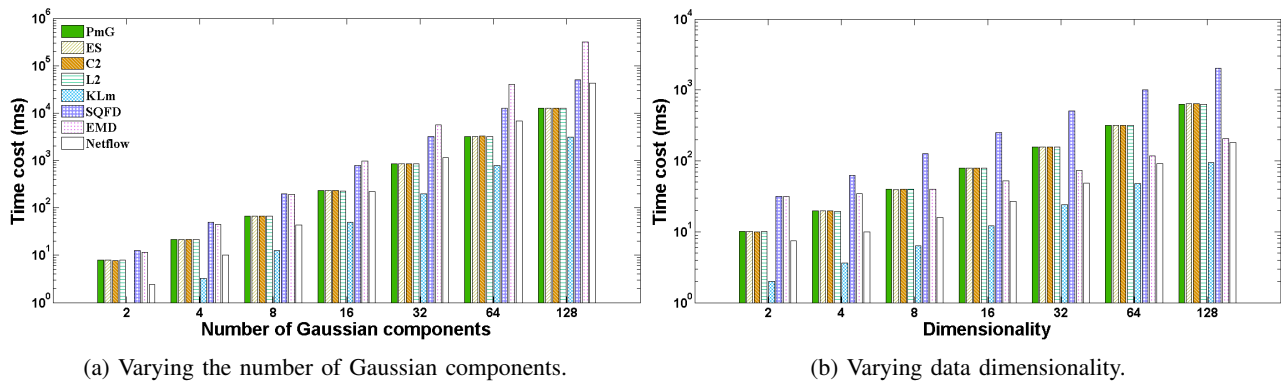 10^6
10^5
10^4
10^3
10^2
10^1
10^0
Time cost (ms)
PmG
ES
C2
L2
KLm
SQFD
EMD
Netflow
2 4 8 16 32 64 128
Number of Gaussian components
(a) Varying the number of Gaussian components.
10^4
10^3
10^2
10^1
10^0
Time cost (ms)
2 4 8 16 32 64 128
Dimensionality
(b) Varying data dimensionality.